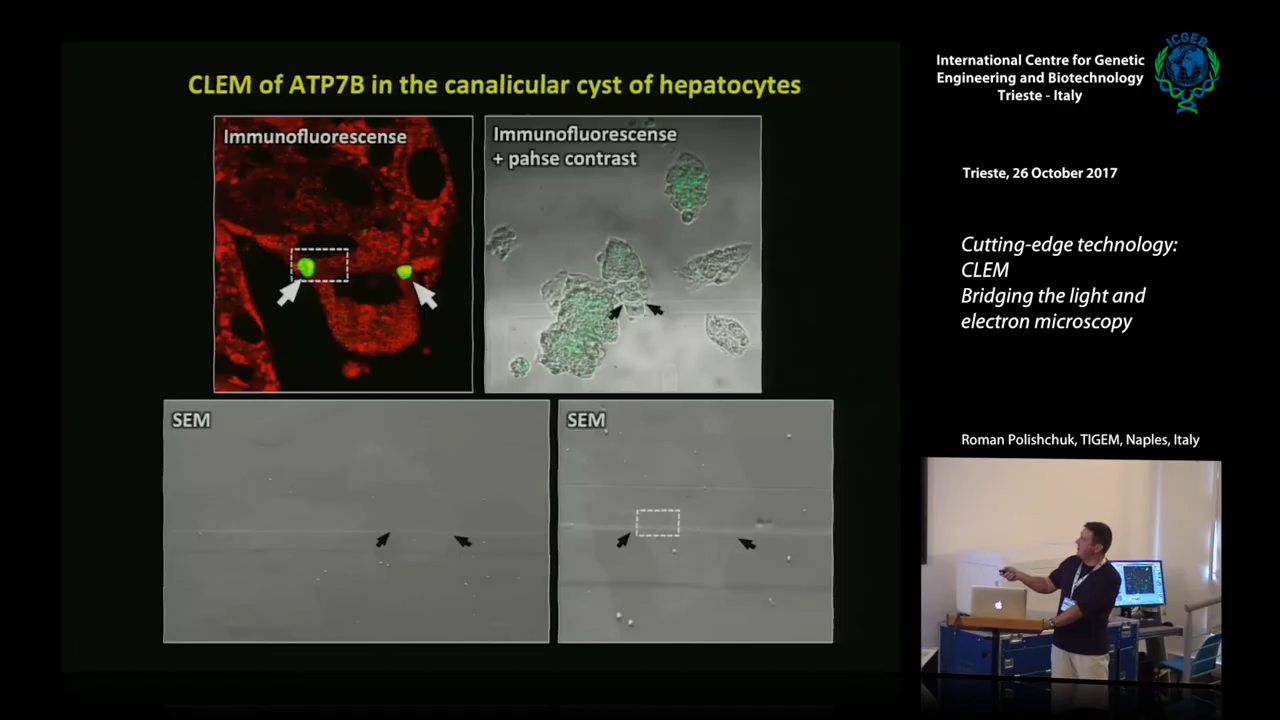 CLEM of ATP7B in the canalicular cyst of hepatocytes
Immunofluorescense
Immunofluorescense
+ pahse contrast
SEM
SEM
ICGEB
International Centre for Genetic
Engineering and Biotechnology
Trieste - Italy
Trieste, 26 October 2017
Cutting-edge technology:
CLEM
Bridging the light and
electron microscopy
Roman Polishchuk, TIGEM, Naples, Italy